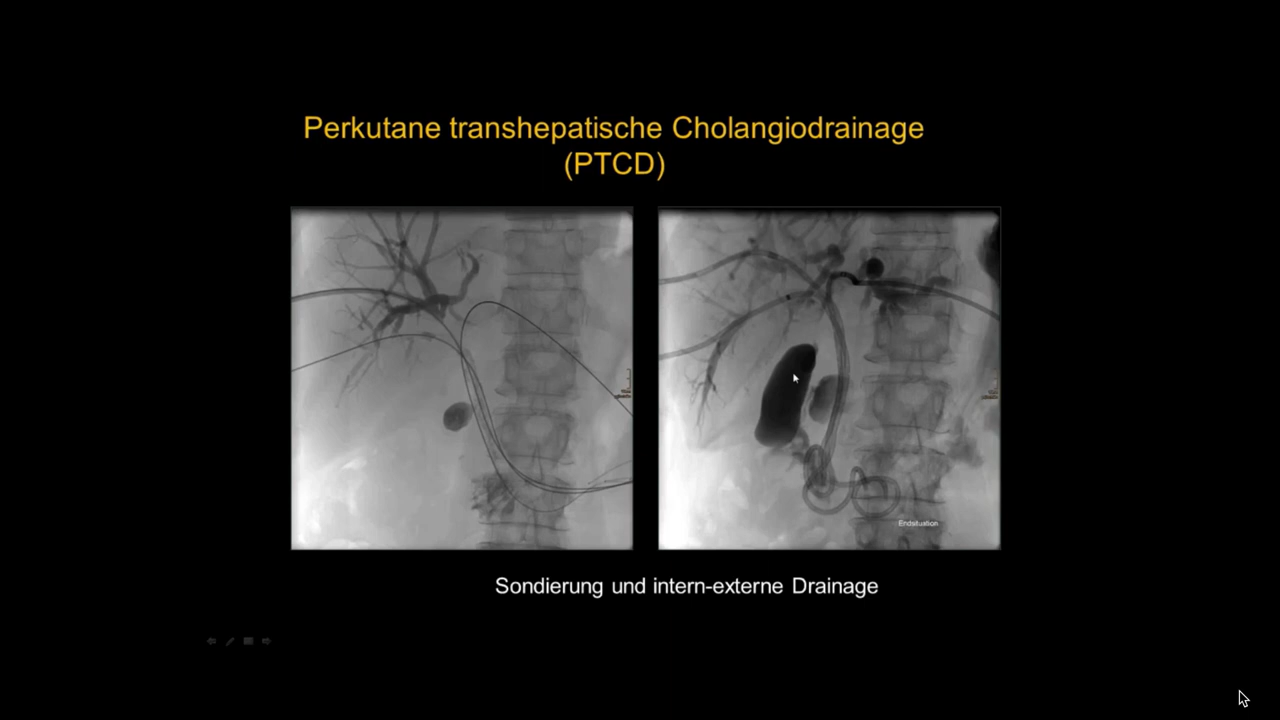 Perkutane transhepatische Cholangiodrainage
(PTCD)
Endsituation
Sondierung und intern-externe Drainage